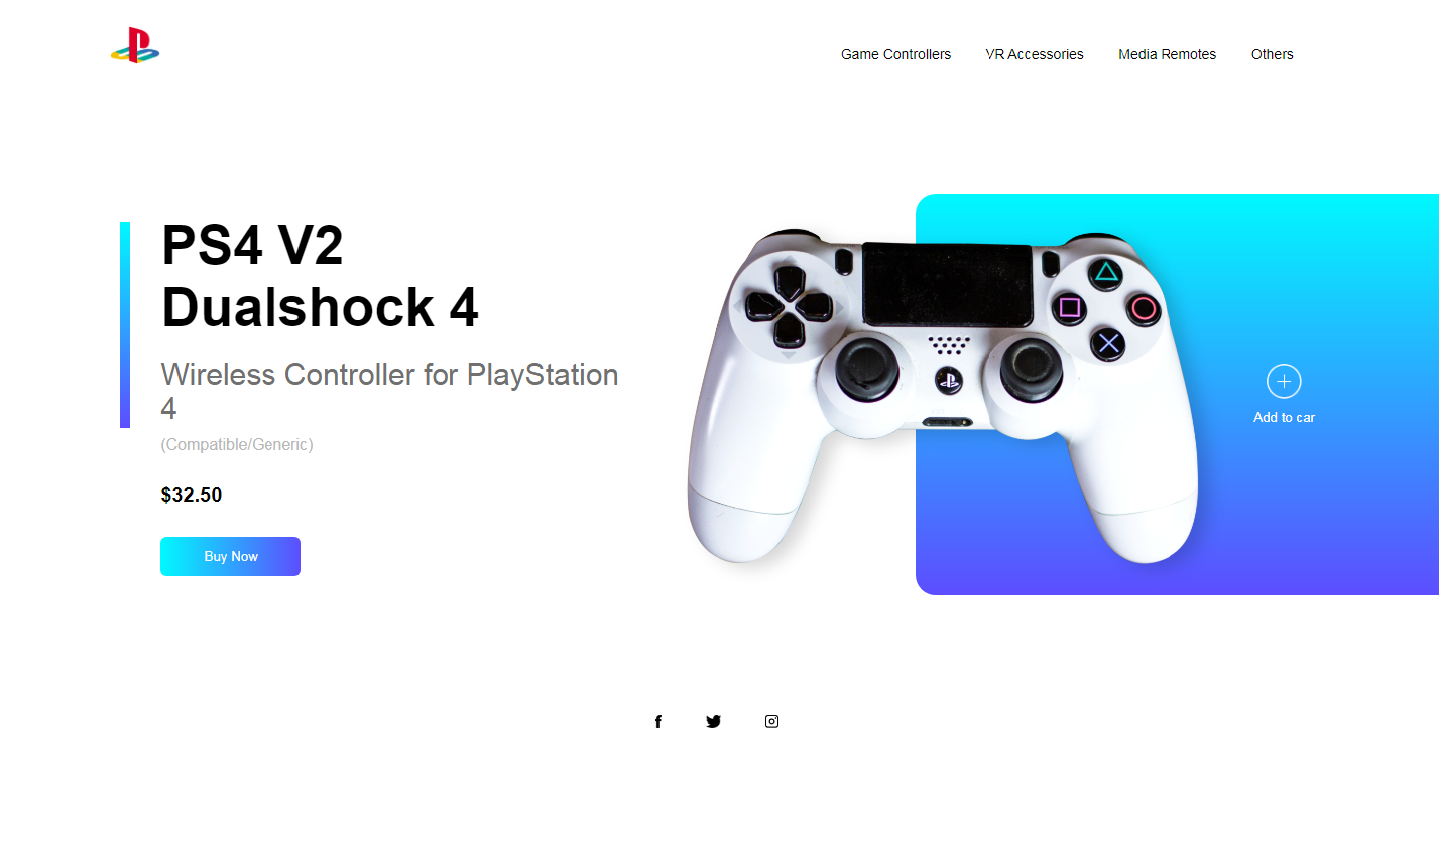 Game Controllers
VR Accessories
Media Remotes
Others
PS4 V2
Dualshock 4
Wireless Controller for PlayStation
4
(Compatible/Generic)
$32.50
Buy Now
Add to car